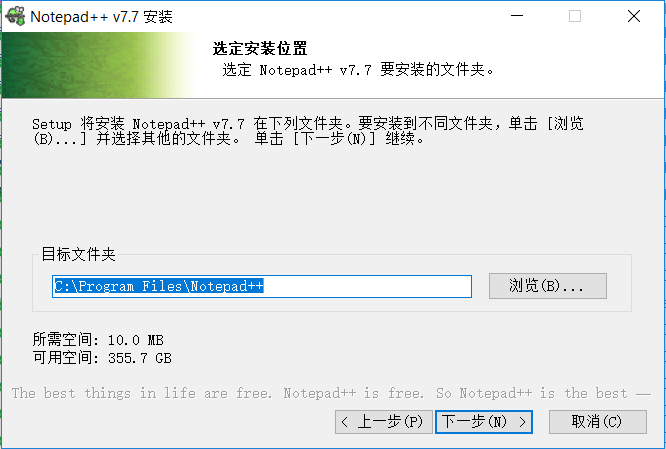 Notepad++ v7.7 安装
选定安装位置
选定 Notepad++ v7.7 要安装的文件夹。
Setup 将安装 Notepad++ v7.7 在下列文件夹。要安装到不同文件夹，单击 [浏览
(B)...] 并选择其他的文件夹。 单击 [下一步(N)] 继续。
目标文件夹
C:\Program Files\Notepad++
浏览(B)...
所需空间: 10.0 MB
可用空间: 355.7 GB
The best things in life are free. Notepad++ is free. So Notepad++ is the best —
< 上一步(P)
下一步(N) >
取消(C)